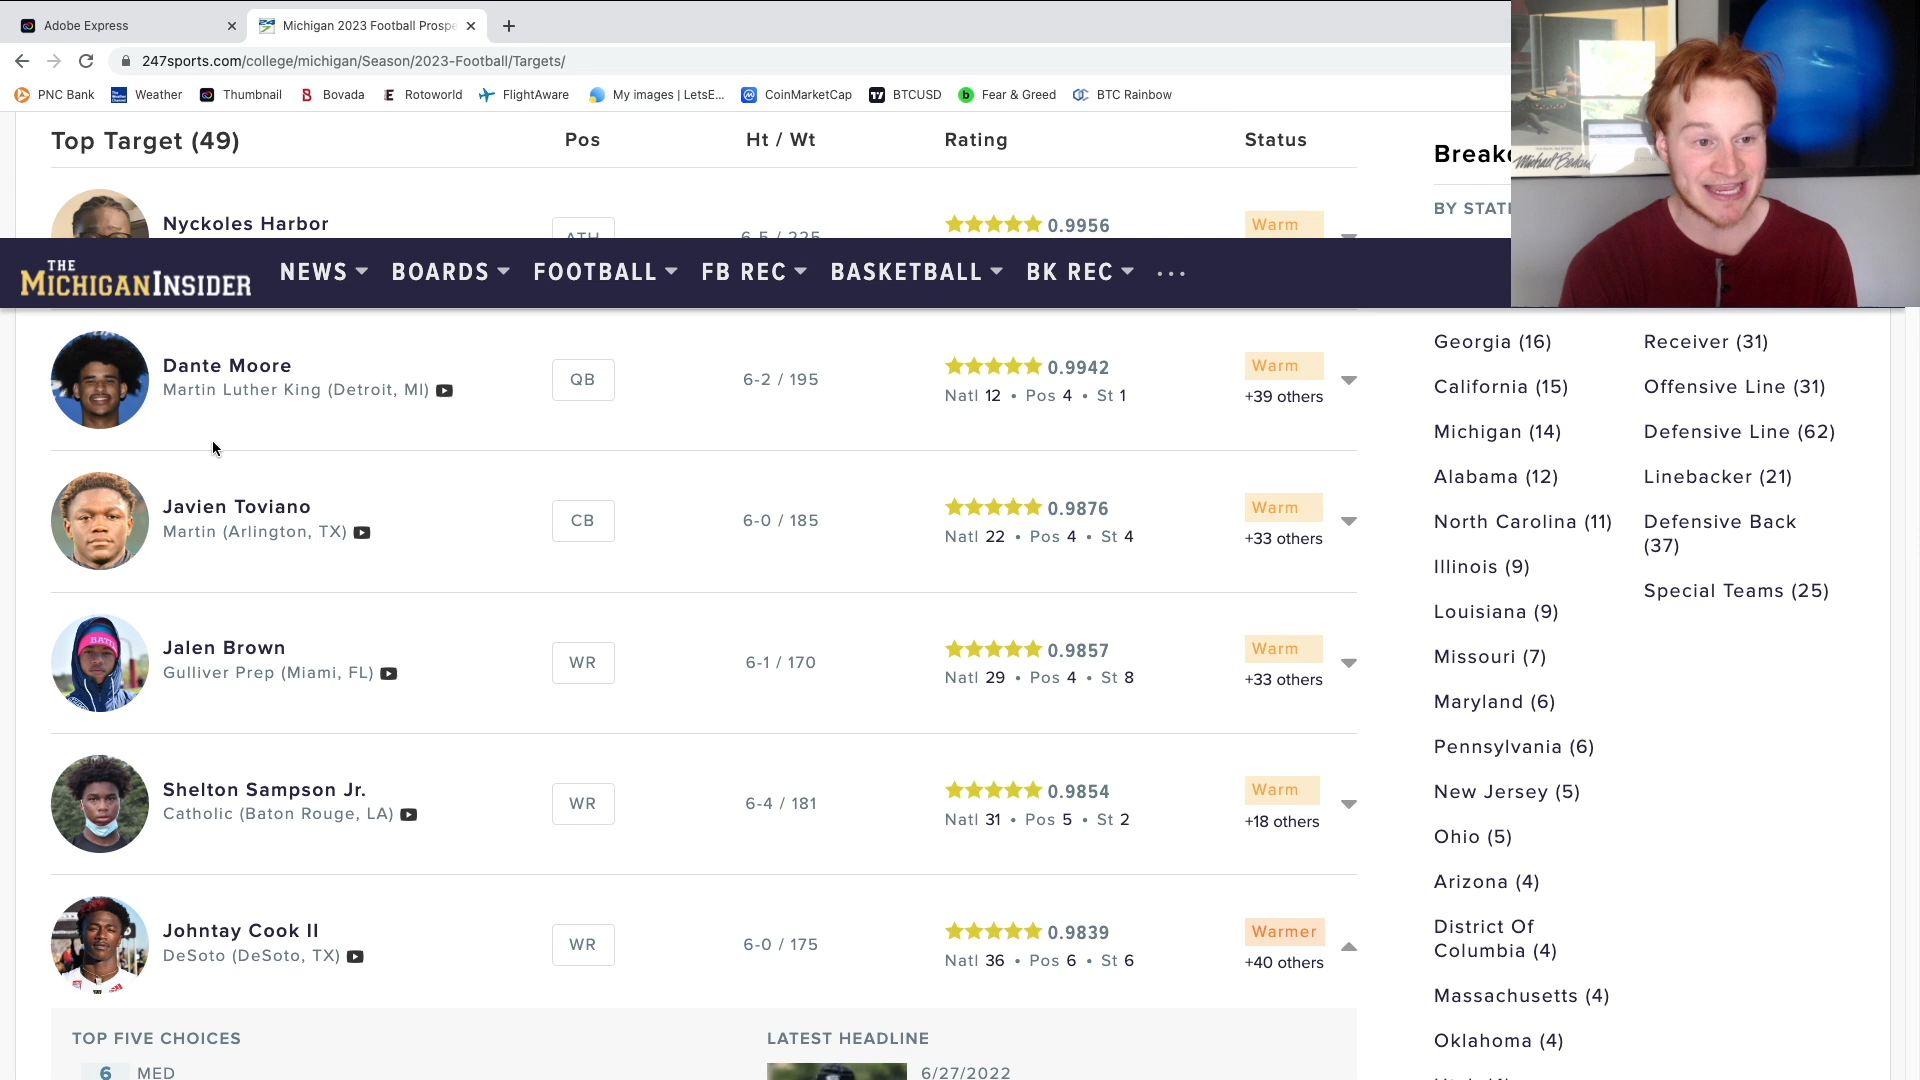 Adobe Express
Michigan 2023 Football Prospe
247sports.com/college/michigan/Season/2023-Football/Targets/
PNC Bank
Weather
Thumbnail
Bovada
Rotoworld
FlightAware
My images | LetsE...
CoinMarketCap
BTCUSD
Fear & Greed
BTC Rainbow
Top Target (49)
Pos
Ht / Wt
Rating
Status
Nyckoles Harbor
ATH
6-5 / 225
0.9956
Warm
THE
MICHIGANINSIDER
NEWS
BOARDS
FOOTBALL
FB REC
BASKETBALL
BK REC
...
Dante Moore
Martin Luther King (Detroit, MI)
QB
6-2 / 195
0.9942
Natl 12 • Pos 4 • St 1
Warm
+39 others
Javien Toviano
Martin (Arlington, TX)
CB
6-0 / 185
0.9876
Natl 22 • Pos 4 • St 4
Warm
+33 others
Jalen Brown
Gulliver Prep (Miami, FL)
WR
6-1 / 170
0.9857
Natl 29 • Pos 4 • St 8
Warm
+33 others
Shelton Sampson Jr.
Catholic (Baton Rouge, LA)
WR
6-4 / 181
0.9854
Natl 31 • Pos 5 • St 2
Warm
+18 others
Johntay Cook II
DeSoto (DeSoto, TX)
WR
6-0 / 175
0.9839
Natl 36 • Pos 6 • St 6
Warmer
+40 others
TOP FIVE CHOICES
6 MED
LATEST HEADLINE
6/27/2022
BY STAT
Georgia (16)
California (15)
Michigan (14)
Alabama (12)
North Carolina (11)
Illinois (9)
Louisiana (9)
Missouri (7)
Maryland (6)
Pennsylvania (6)
New Jersey (5)
Ohio (5)
Arizona (4)
District Of
Columbia (4)
Massachusetts (4)
Oklahoma (4)
Receiver (31)
Offensive Line (31)
Defensive Line (62)
Linebacker (21)
Defensive Back
(37)
Special Teams (25)